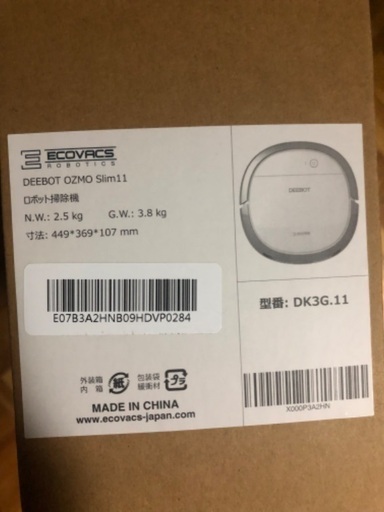 ECOVACS
ROBOTICS
DEEBOT OZMO Slim11
ロボット掃除機
N.W.: 2.5 kg G.W.: 3.8 kg
寸法: 449*369*107 mm
E07B3A2HNB09HDVP0284
外装箱
内 箱
紙
包装袋
緩衝材
プラ
MADE IN CHINA
www.ecovacs-japan.com
DEEBOT
型番: DK3G.11
X000P3A2HN